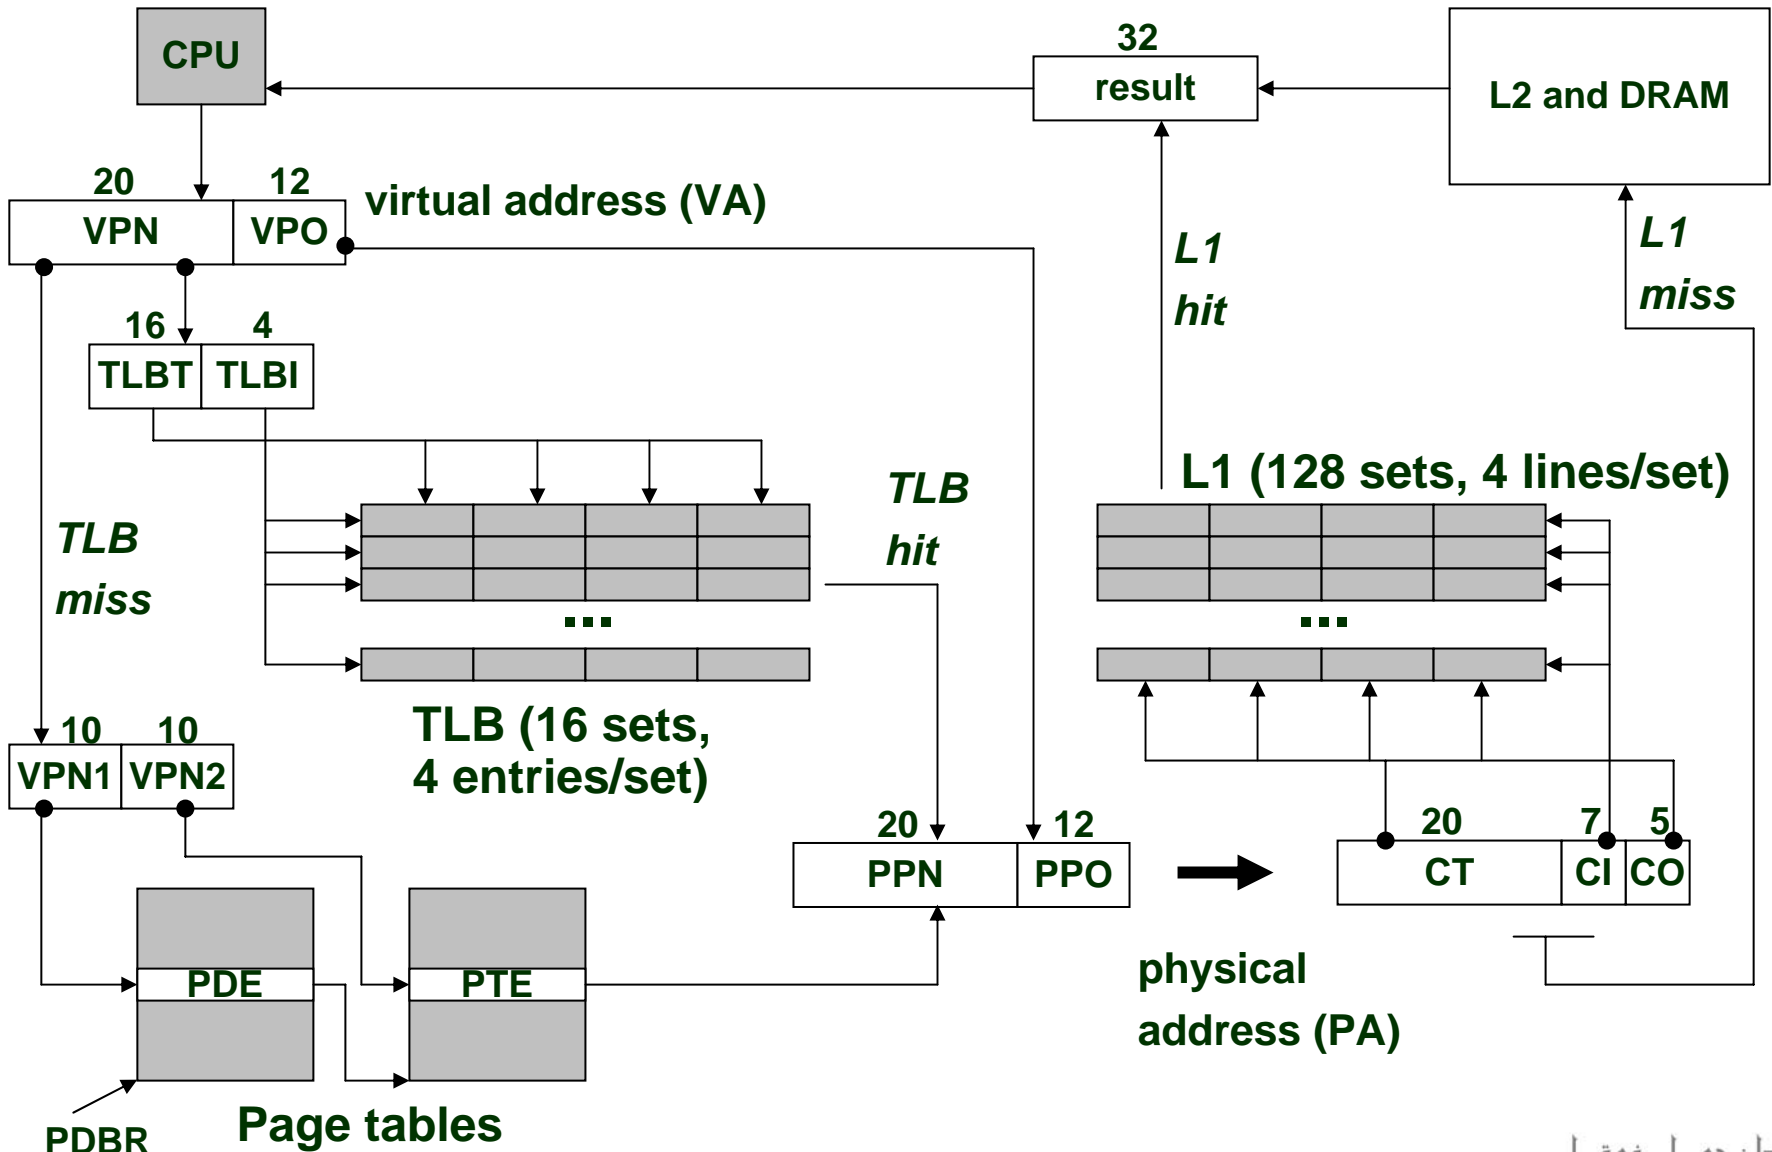 CPU
32
result
L2 and DRAM
20 12
VPN VPO
virtual address (VA)
L1
hit
L1
miss
16 4
TLBT TLBI
L1 (128 sets, 4 lines/set)
TLB
hit
TLB
miss
...
...
TLB (16 sets,
4 entries/set)
10 10
VPN1 VPN2
20 12
PPN PPO
20 7 5
CT CI CO
PDE
PTE
physical
address (PA)
Page tables
PDBR